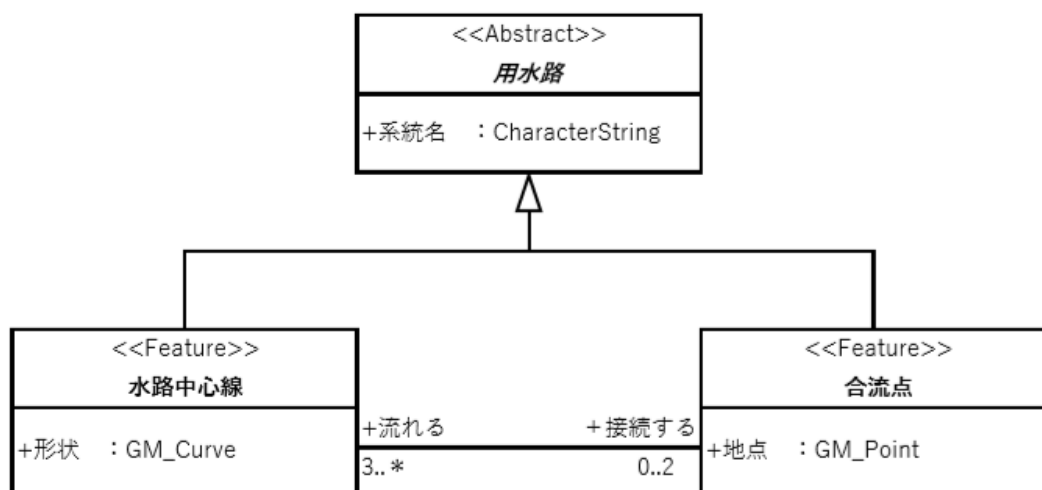 <<Abstract>>
用水路
+系統名 ：CharacterString
<<Feature>>
水路中心線
+形状 ：GM_Curve
+流れる
3..*
+接続する
0..2
<<Feature>>
合流点
+地点 ：GM_Point